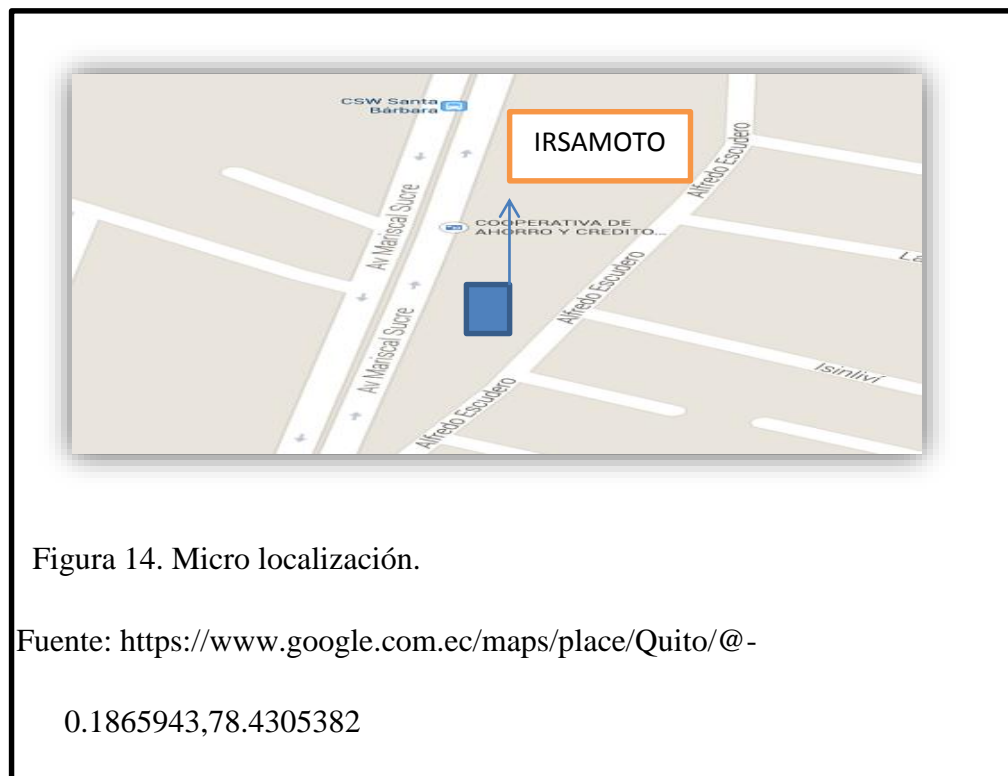 CSW Santa
Bárbara
IRSAMOTO
Alfredo Escudero
Av Mariscal Sucre
COOPERATIVA DE
AHORRO Y CREDITO...
Alfredo Escudero
Av Mariscal Sucre
Isinliví
Alfredo Escudero
Figura 14. Micro localización.
Fuente: https://www.google.com.ec/maps/place/Quito/@-
0.1865943,78.4305382